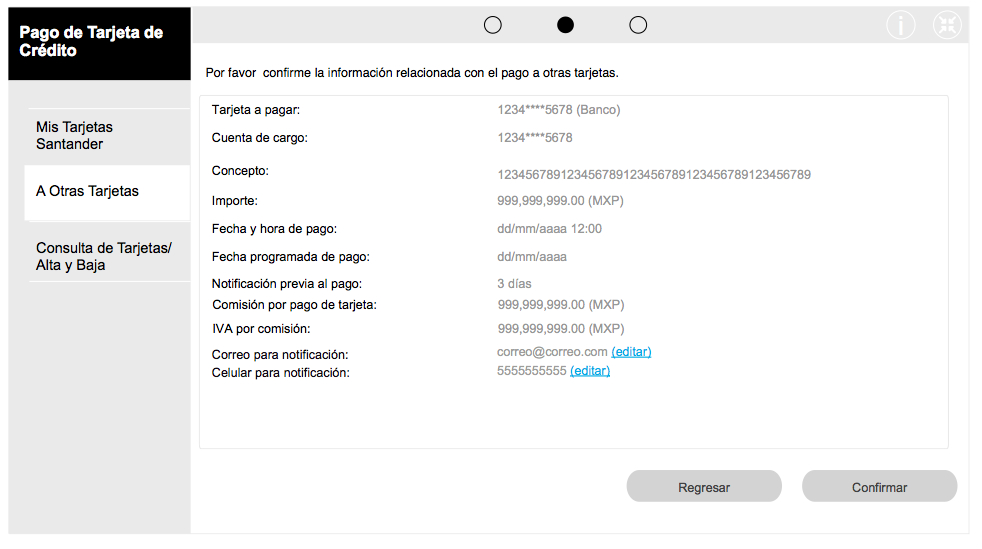 Pago de Tarjeta de
Crédito
Mis Tarjetas
Santander
A Otras Tarjetas
Consulta de Tarjetas/
Alta y Baja
Por favor confirme la información relacionada con el pago a otras tarjetas.
Tarjeta a pagar: 1234****5678 (Banco)
Cuenta de cargo: 1234****5678
Concepto: 123456789123456789123456789123456789123456789
Importe: 999,999,999.00 (MXP)
Fecha y hora de pago: dd/mm/aaaa 12:00
Fecha programada de pago: dd/mm/aaaa
Notificación previa al pago: 3 días
Comisión por pago de tarjeta: 999,999,999.00 (MXP)
IVA por comisión: 999,999,999.00 (MXP)
Correo para notificación: correo@correo.com (editar)
Celular para notificación: 5555555555 (editar)
Regresar Confirmar